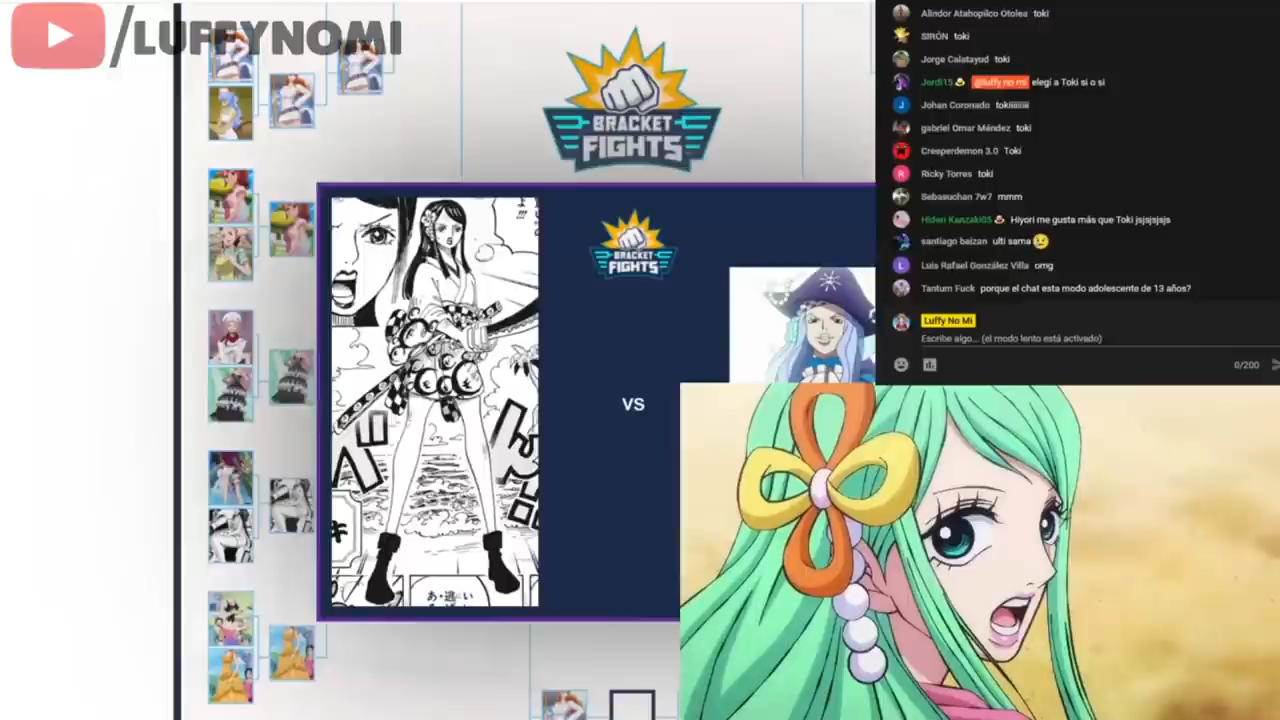 /LUFFYNOMI
BRACKET
FIGHTS
BRACKET
FIGHTS
VS
あ・逃い
Alindor Atahopilco Otolea toki
SIRÓN toki
Jorge Calatayud toki
Jordi15 @luffy no mi elegí a Toki si o si
Johan Coronado tokiiiiiiii
gabriel Omar Méndez toki
Creeperdemon 3.0 Toki
Ricky Torres toki
Sebasuchan 7w7 mmm
Hideri Kanzaki05 Hiyori me gusta más que Toki jsjsjsjsjs
santiago baizan ulti sama
Luis Rafael González Villa omg
Tantum Fuck porque el chat esta modo adolescente de 13 años?
Luffy No Mi
Escribe algo... (el modo lento está activado)
0/200